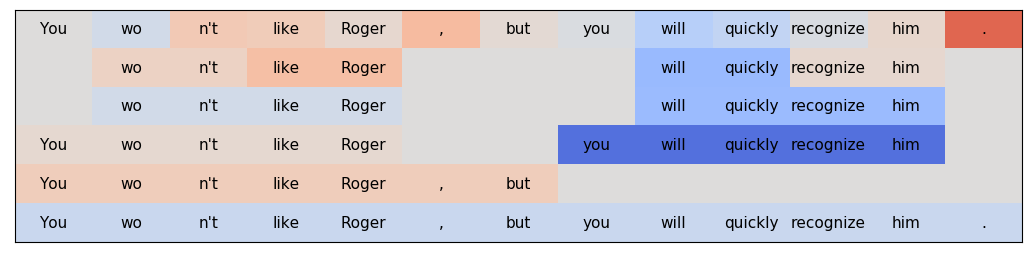 You wo n't like Roger , but you will quickly recognize him .
wo n't like Roger will quickly recognize him
wo n't like Roger will quickly recognize him
You wo n't like Roger you will quickly recognize him
You wo n't like Roger , but
You wo n't like Roger , but you will quickly recognize him .